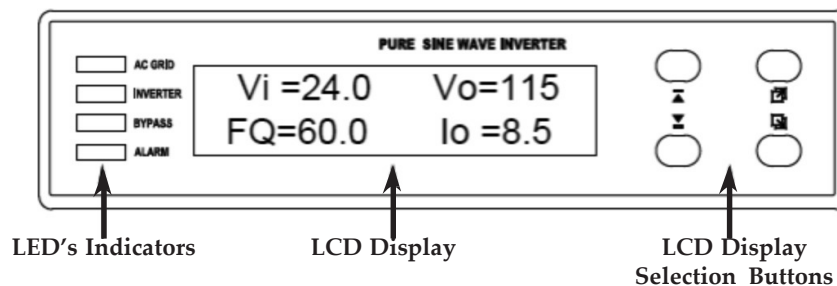 PURE SINE WAVE INVERTER
AC GRID
INVERTER
BYPASS
ALARM
Vi =24.0 Vo=115
FQ=60.0 Io =8.5
LED's Indicators
LCD Display
LCD Display
Selection Buttons